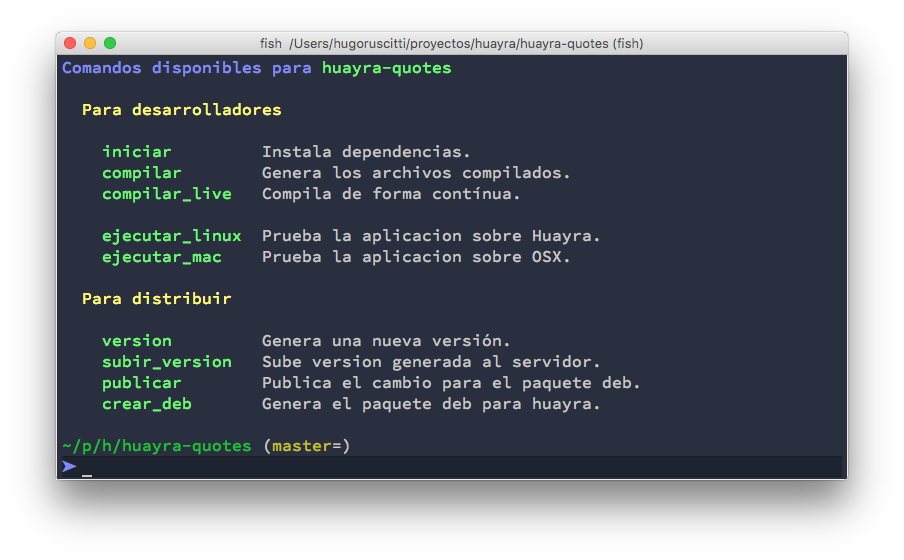 fish /Users/hugoruscitti/proyectos/huayra/huayra-quotes (fish)
Comandos disponibles para huayra-quotes
Para desarrolladores
iniciar Instala dependencias.
compilar Genera los archivos compilados.
compilar_live Compila de forma contínua.
ejecutar_linux Prueba la aplicacion sobre Huayra.
ejecutar_mac Prueba la aplicacion sobre OSX.
Para distribuir
version Genera una nueva versión.
subir_version Sube version generada al servidor.
publicar Publica el cambio para el paquete deb.
crear_deb Genera el paquete deb para huayra.
~/p/h/huayra-quotes (master=)
➤ _